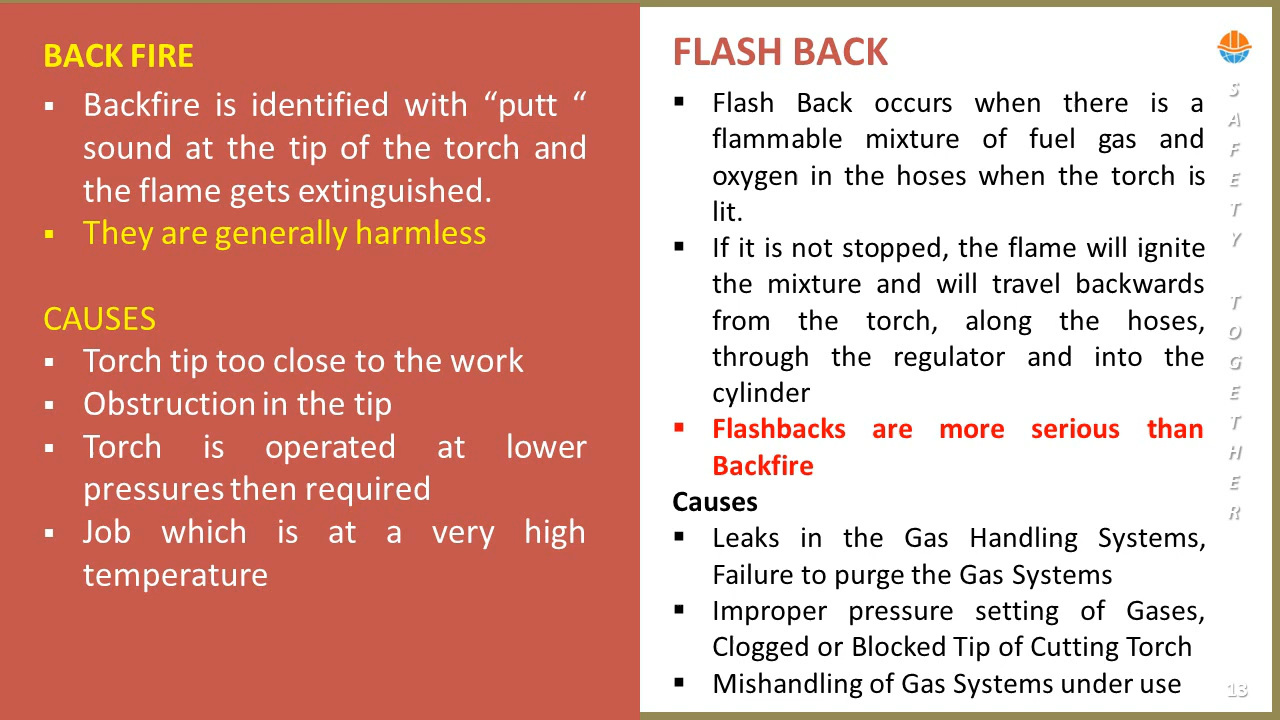 BACK FIRE
▪ Backfire is identified with “putt “
sound at the tip of the torch and
the flame gets extinguished.
▪ They are generally harmless
CAUSES
▪ Torch tip too close to the work
▪ Obstruction in the tip
▪ Torch is operated at lower
pressures then required
▪ Job which is at a very high
temperature
FLASH BACK
▪ Flash Back occurs when there is a
flammable mixture of fuel gas and
oxygen in the hoses when the torch is
lit.
▪ If it is not stopped, the flame will ignite
the mixture and will travel backwards
from the torch, along the hoses,
through the regulator and into the
cylinder
▪ Flashbacks are more serious than
Backfire
Causes
▪ Leaks in the Gas Handling Systems,
Failure to purge the Gas Systems
▪ Improper pressure setting of Gases,
Clogged or Blocked Tip of Cutting Torch
▪ Mishandling of Gas Systems under use
SAFETY TOGETHER
13